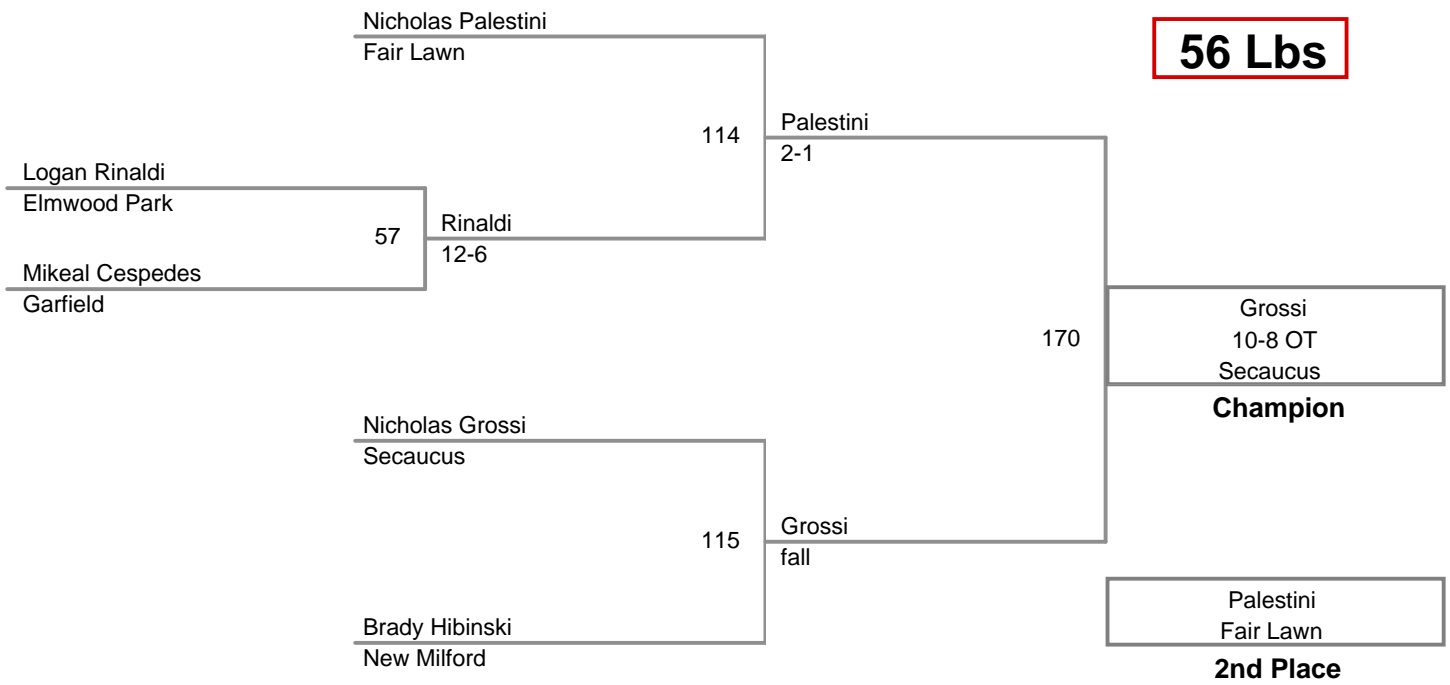 Nicholas Palestini
Fair Lawn
56 Lbs
114
Palestini
2-1
Logan Rinaldi
Elmwood Park
57
Rinaldi
12-6
Mikeal Cespedes
Garfield
170
Grossi
10-8 OT
Secaucus
Champion
Nicholas Grossi
Secaucus
115
Grossi
fall
Brady Hibinski
New Milford
Palestini
Fair Lawn
2nd Place